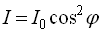 I = I₀ cos² φ